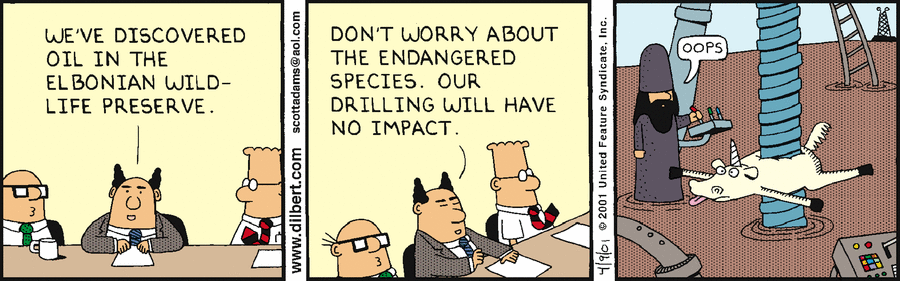 WE'VE DISCOVERED
OIL IN THE
ELBONIAN WILD-
LIFE PRESERVE.
www.dilbert.com scottadams@aol.com
DON'T WORRY ABOUT
THE ENDANGERED
SPECIES. OUR
DRILLING WILL HAVE
NO IMPACT.
4/9/01 © 2001 United Feature Syndicate, Inc.
OOPS